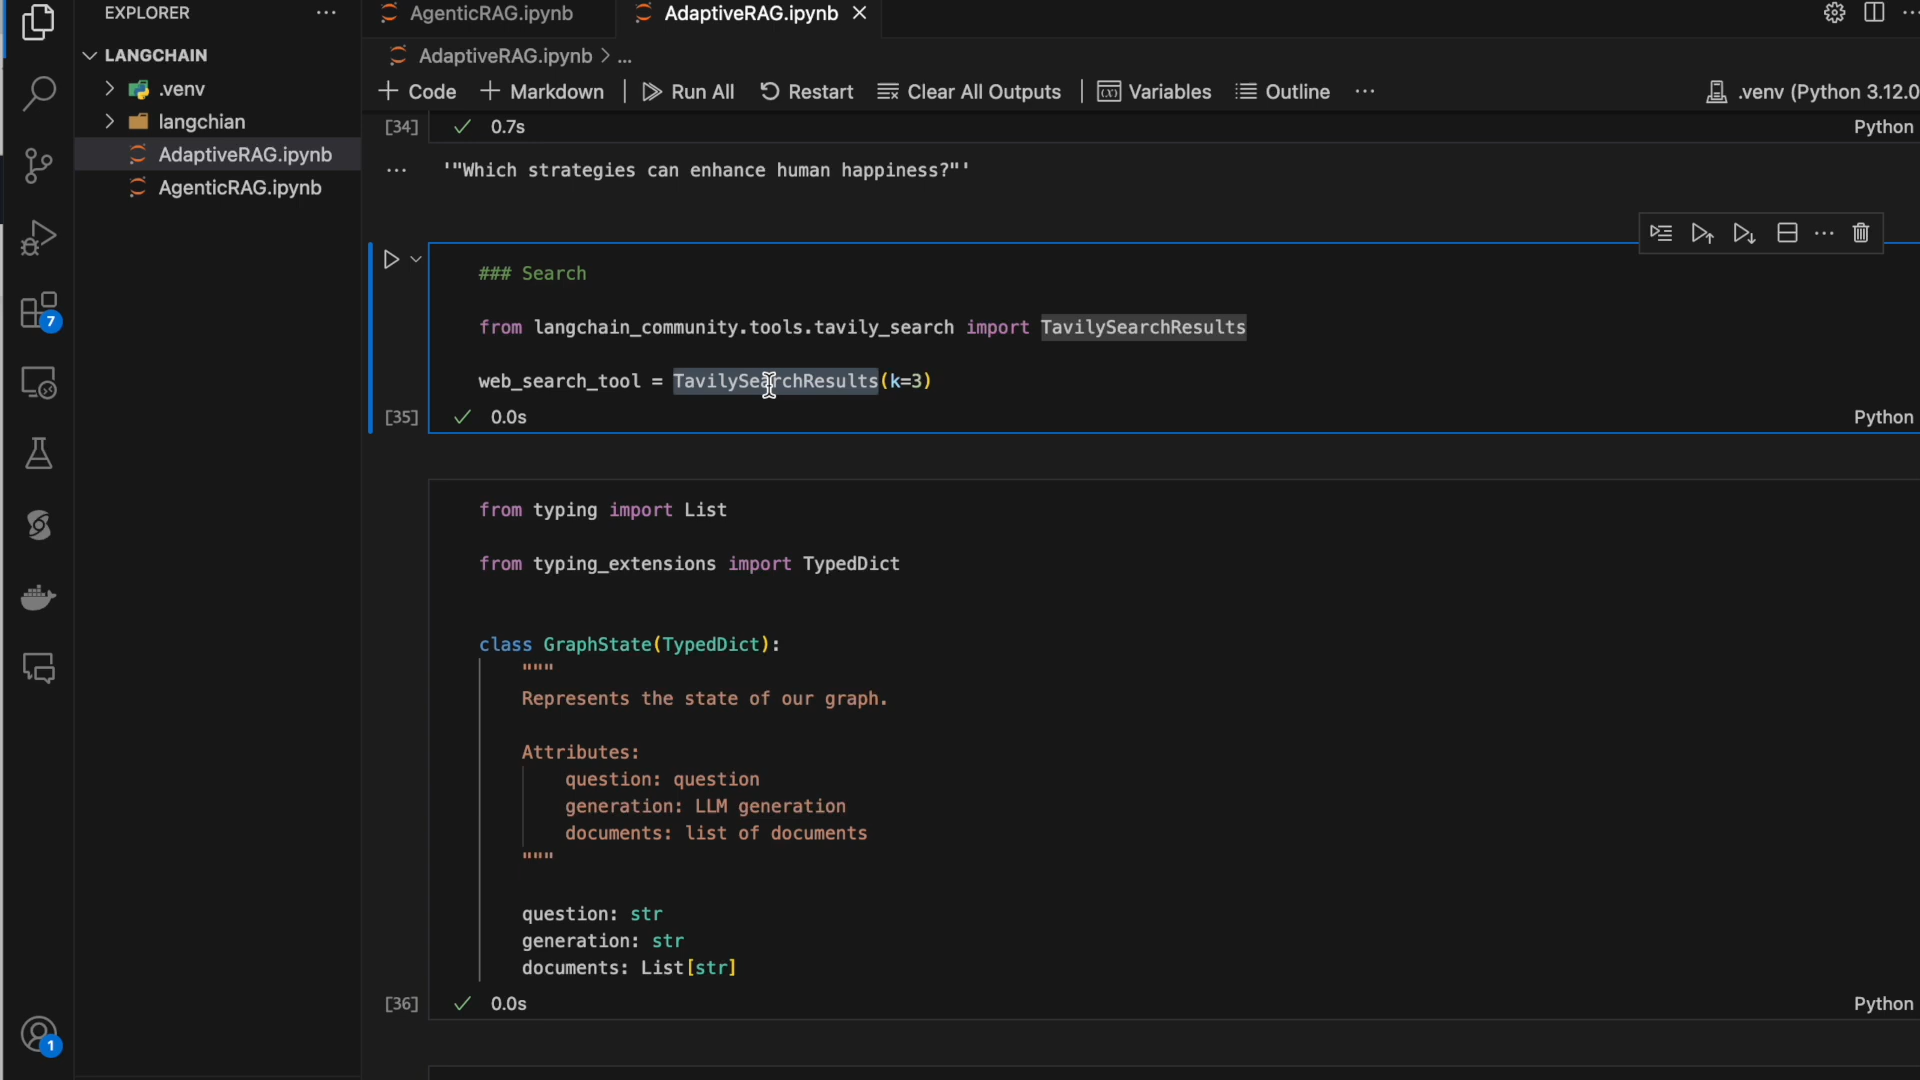 EXPLORER
LANGCHAIN
.venv
langchian
AdaptiveRAG.ipynb
AgenticRAG.ipynb
7
1
AgenticRAG.ipynb
AdaptiveRAG.ipynb
AdaptiveRAG.ipynb > ...
Code
Markdown
Run All
Restart
Clear All Outputs
Variables
Outline
.venv (Python 3.12.0
[34] 0.7s Python
'"Which strategies can enhance human happiness?"'
### Search
from langchain_community.tools.tavily_search import TavilySearchResults
web_search_tool = TavilySearchResults(k=3)
[35] 0.0s Python
from typing import List
from typing_extensions import TypedDict
class GraphState(TypedDict):
"""
Represents the state of our graph.
Attributes:
question: question
generation: LLM generation
documents: list of documents
"""
question: str
generation: str
documents: List[str]
[36] 0.0s Python